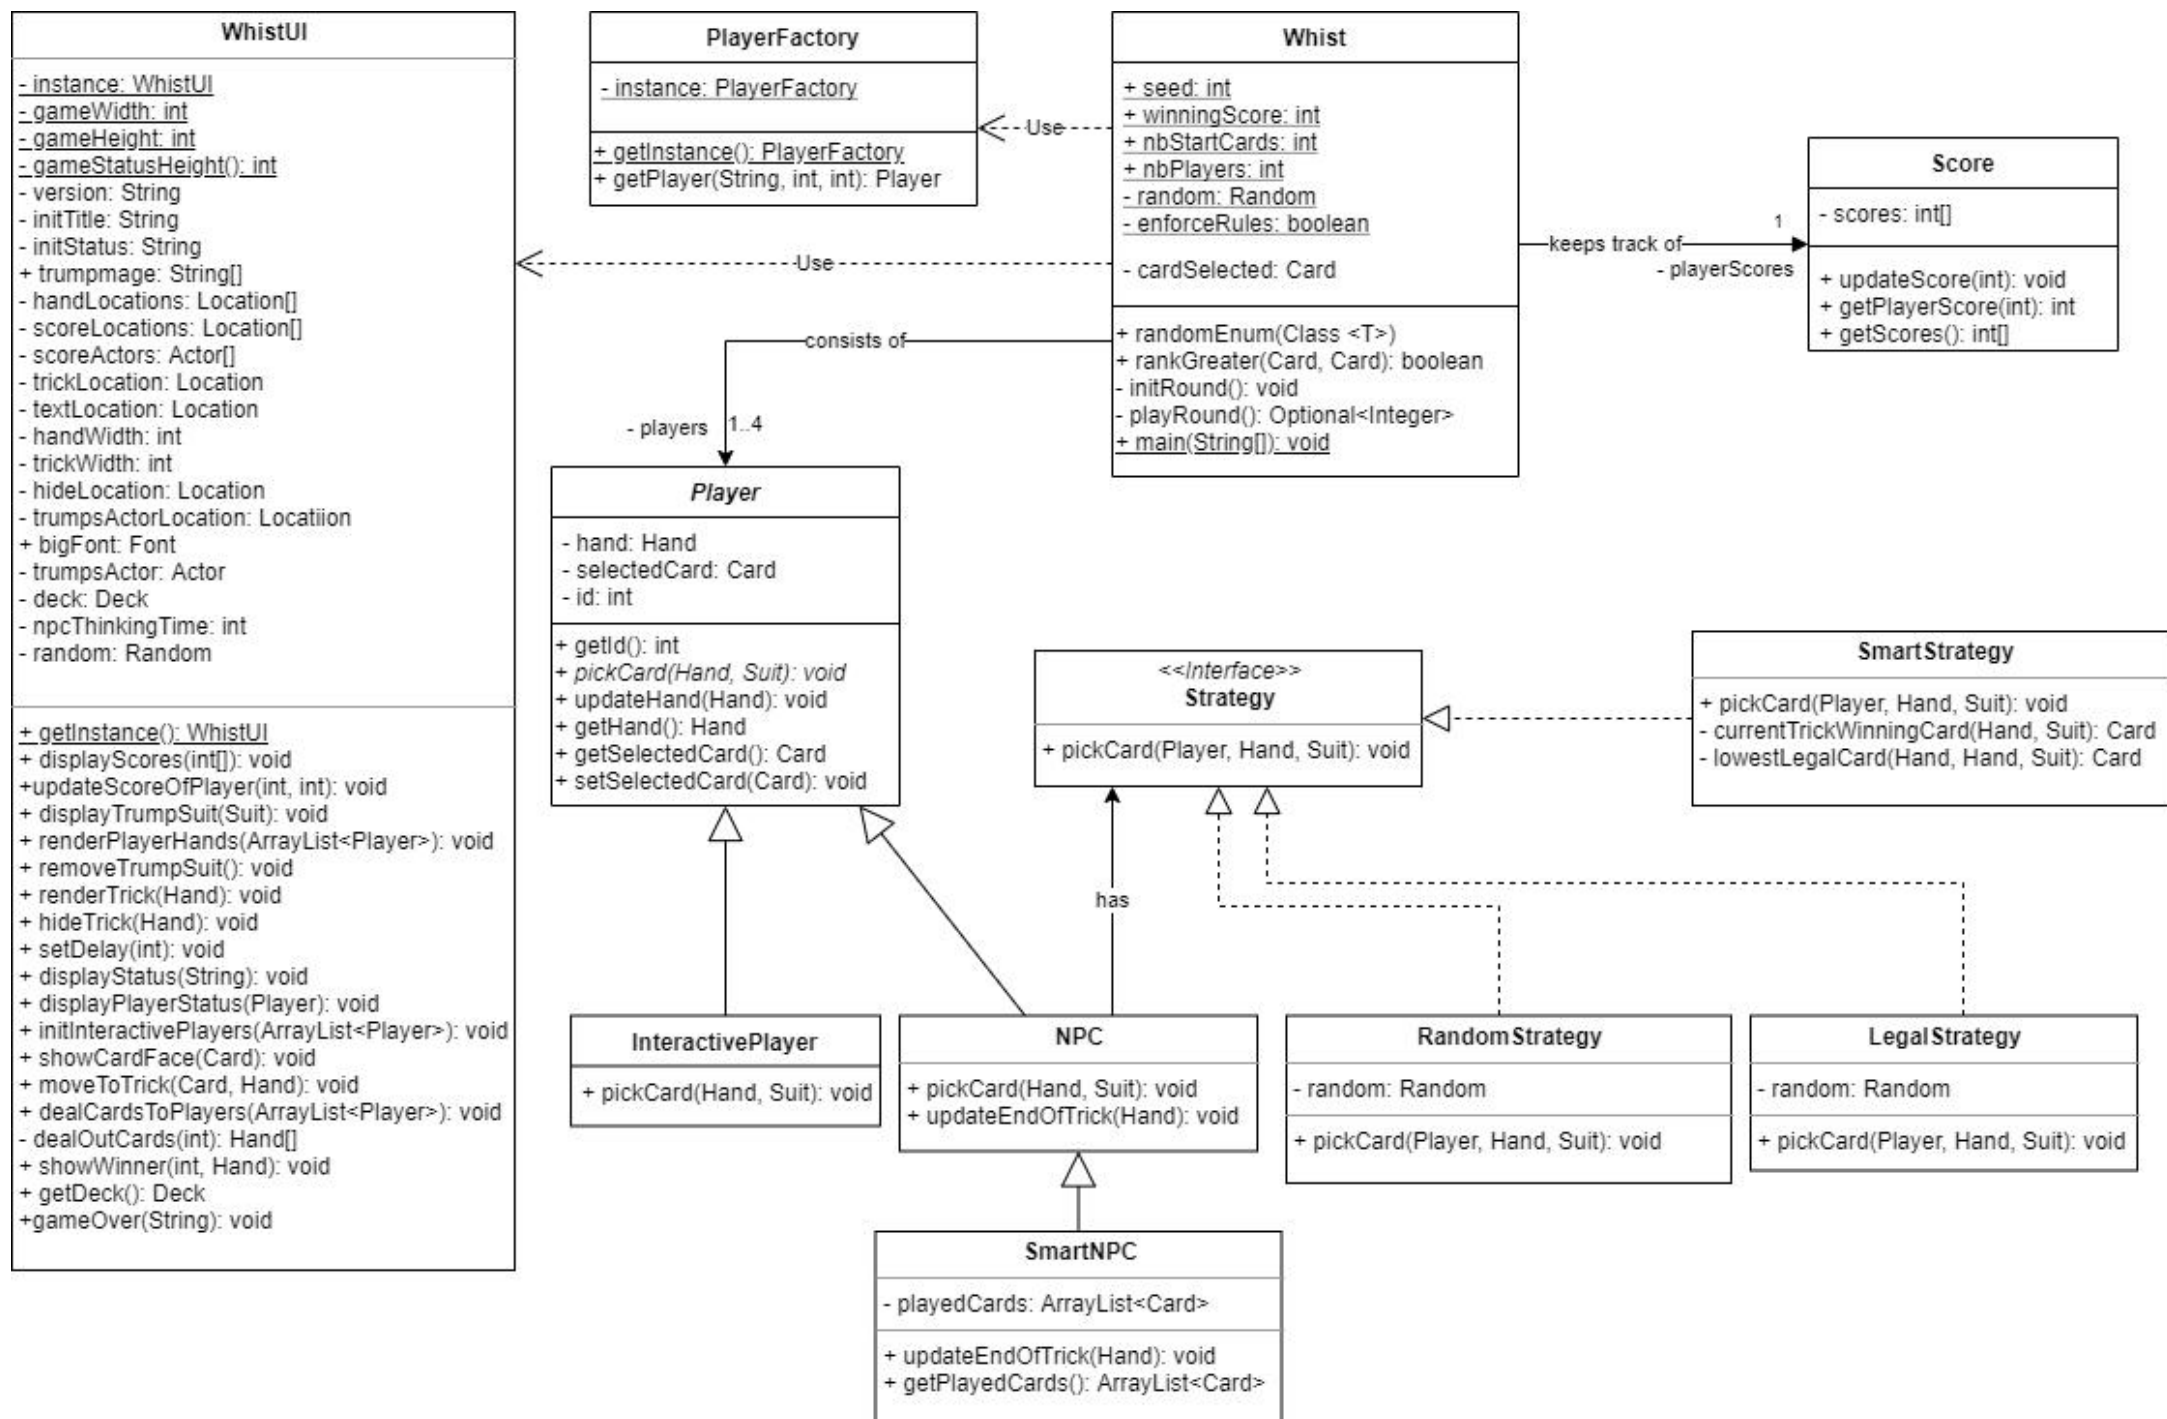 WhistUI
- instance: WhistUI
- gameWidth: int
- gameHeight: int
- gameStatusHeight(): int
- version: String
- initTitle: String
- initStatus: String
+ trumpmage: String[]
- handLocations: Location[]
- scoreLocations: Location[]
- scoreActors: Actor[]
- trickLocation: Location
- textLocation: Location
- handWidth: int
- trickWidth: int
- hideLocation: Location
- trumpsActorLocation: Locatiion
+ bigFont: Font
- trumpsActor: Actor
- deck: Deck
- npcThinkingTime: int
- random: Random
+ getInstance(): WhistUI
+ displayScores(int[]): void
+updateScoreOfPlayer(int, int): void
+ displayTrumpSuit(Suit): void
+ renderPlayerHands(ArrayList<Player>): void
+ removeTrumpSuit(): void
+ renderTrick(Hand): void
+ hideTrick(Hand): void
+ setDelay(int): void
+ displayStatus(String): void
+ displayPlayerStatus(Player): void
+ initInteractivePlayers(ArrayList<Player>): void
+ showCardFace(Card): void
+ moveToTrick(Card, Hand): void
+ dealCardsToPlayers(ArrayList<Player>): void
- dealOutCards(int): Hand[]
+ showWinner(int, Hand): void
+ getDeck(): Deck
+gameOver(String): void
PlayerFactory
- instance: PlayerFactory
+ getInstance(): PlayerFactory
+ getPlayer(String, int, int): Player
Use
Use
consists of
- players
1..4
Whist
+ seed: int
+ winningScore: int
+ nbStartCards: int
+ nbPlayers: int
- random: Random
- enforceRules: boolean
- cardSelected: Card
+ randomEnum(Class <T>)
+ rankGreater(Card, Card): boolean
- initRound(): void
- playRound(): Optional<Integer>
+ main(String[]): void
keeps track of
1
- playerScores
Score
- scores: int[]
+ updateScore(int): void
+ getPlayerScore(int): int
+ getScores(): int[]
Player
- hand: Hand
- selectedCard: Card
- id: int
+ getId(): int
+ pickCard(Hand, Suit): void
+ updateHand(Hand): void
+ getHand(): Hand
+ getSelectedCard(): Card
+ setSelectedCard(Card): void
<<Interface>>
Strategy
+ pickCard(Player, Hand, Suit): void
SmartStrategy
+ pickCard(Player, Hand, Suit): void
- currentTrickWinningCard(Hand, Suit): Card
- lowestLegalCard(Hand, Hand, Suit): Card
has
InteractivePlayer
+ pickCard(Hand, Suit): void
NPC
+ pickCard(Hand, Suit): void
+ updateEndOfTrick(Hand): void
RandomStrategy
- random: Random
+ pickCard(Player, Hand, Suit): void
LegalStrategy
- random: Random
+ pickCard(Player, Hand, Suit): void
SmartNPC
- playedCards: ArrayList<Card>
+ updateEndOfTrick(Hand): void
+ getPlayedCards(): ArrayList<Card>